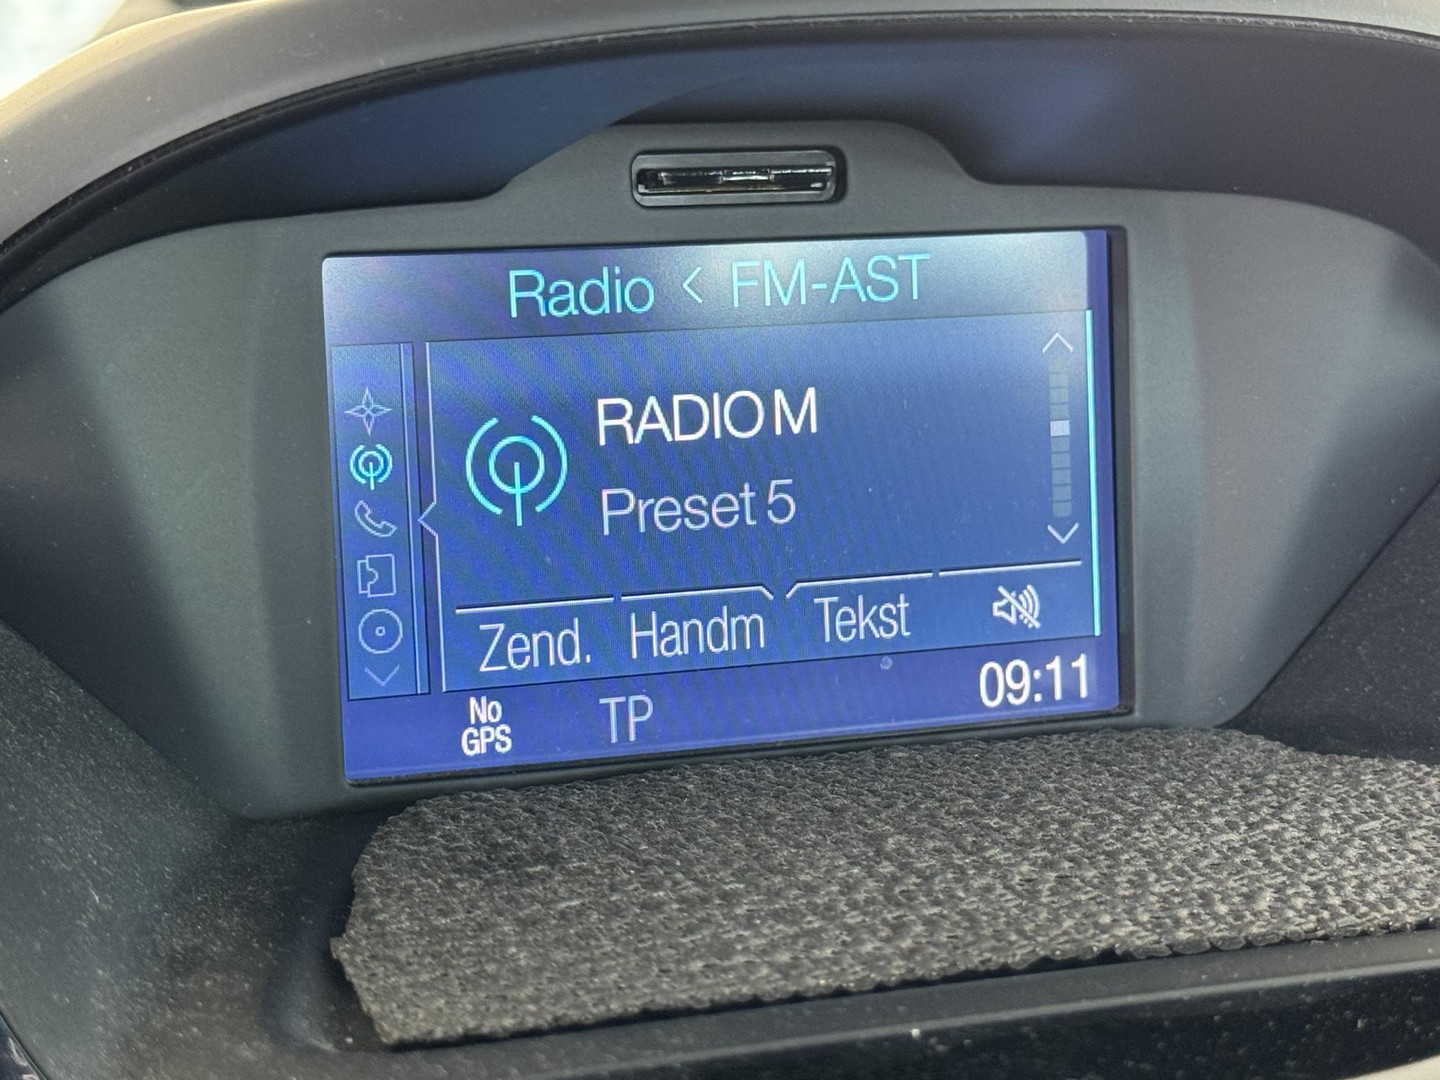 Radio < FM-AST
RADIO M
Preset 5
Zend. Handm Tekst
No
GPS
TP
09:11